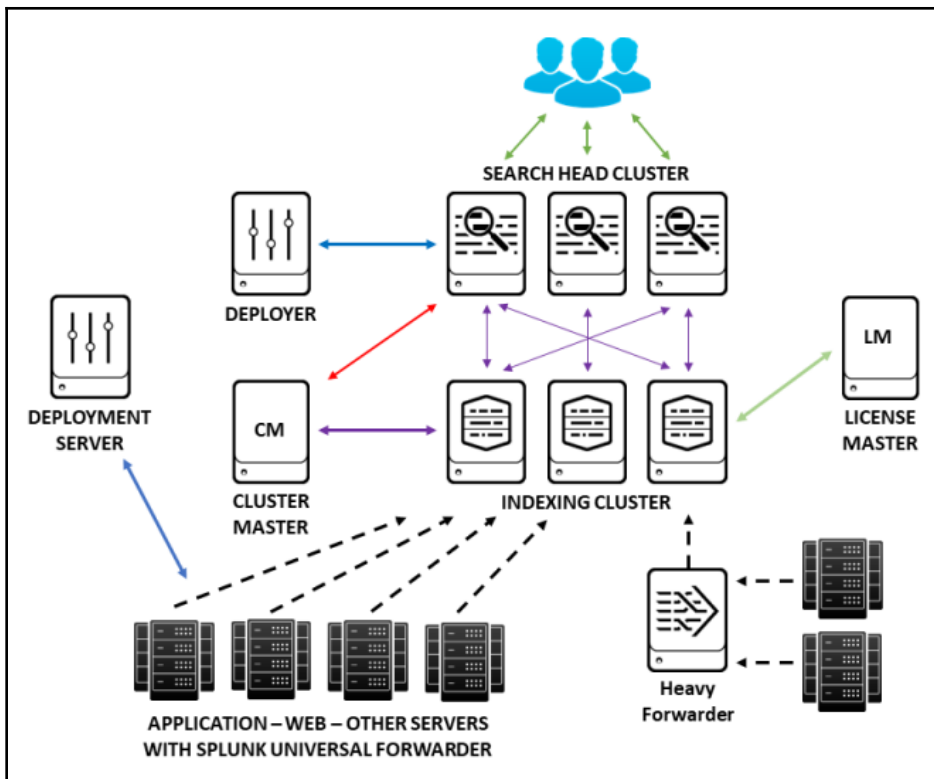 SEARCH HEAD CLUSTER
DEPLOYER
DEPLOYMENT
SERVER
CM
CLUSTER
MASTER
INDEXING CLUSTER
LM
LICENSE
MASTER
APPLICATION – WEB – OTHER SERVERS
WITH SPLUNK UNIVERSAL FORWARDER
Heavy
Forwarder